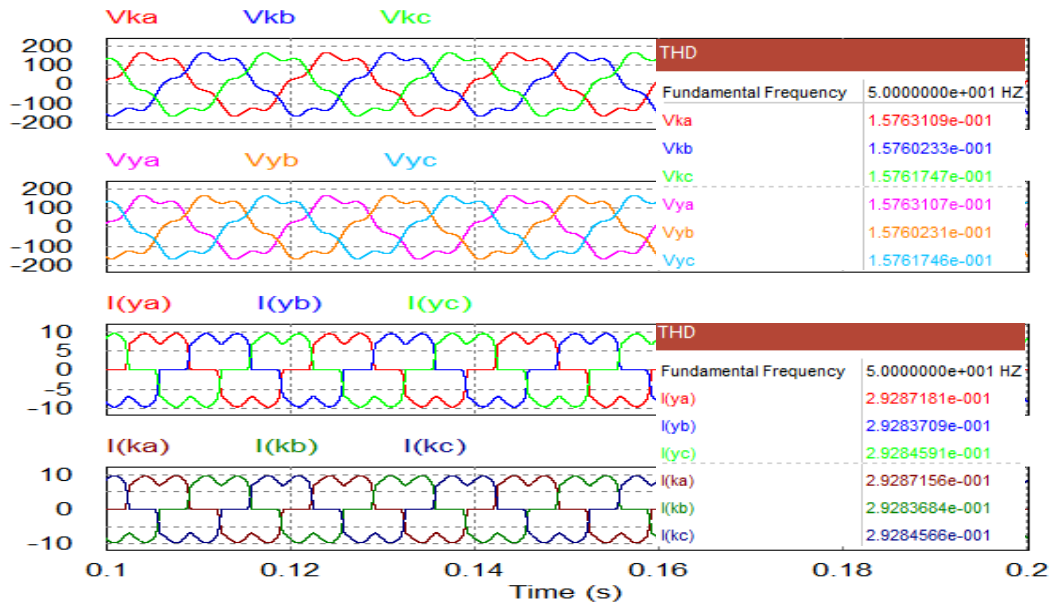 Vka Vkb Vkc
200
100
0
-100
-200
THD
Fundamental Frequency 5.0000000e+001 HZ
Vka 1.5763109e-001
Vkb 1.5760233e-001
Vkc 1.5761747e-001
Vya 1.5763107e-001
Vyb 1.5760231e-001
Vyc 1.5761746e-001
Vya Vyb Vyc
200
100
0
-100
-200
I(ya) I(yb) I(yc)
10
5
0
-5
-10
THD
Fundamental Frequency 5.0000000e+001 HZ
I(ya) 2.9287181e-001
I(yb) 2.9283709e-001
I(yc) 2.9284591e-001
I(ka) 2.9287156e-001
I(kb) 2.9283684e-001
I(kc) 2.9284566e-001
I(ka) I(kb) I(kc)
10
0
-10
0.1 0.12 0.14 0.16 0.18 0.2
Time (s)